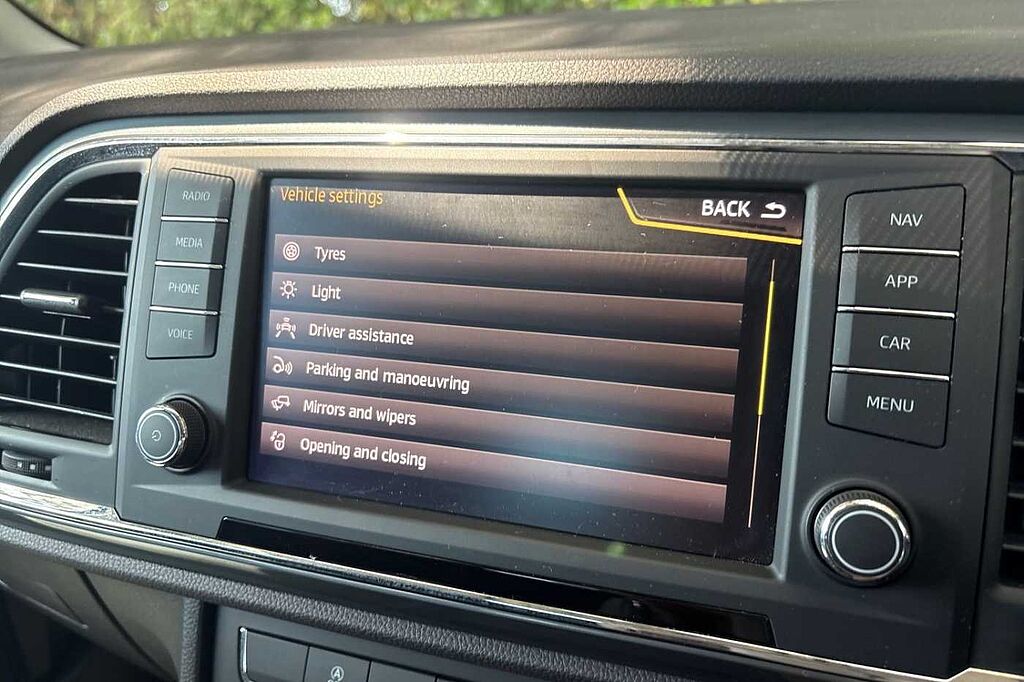 RADIO
MEDIA
PHONE
VOICE
Vehicle settings
BACK
Tyres
Light
Driver assistance
Parking and manoeuvring
Mirrors and wipers
Opening and closing
NAV
APP
CAR
MENU
A